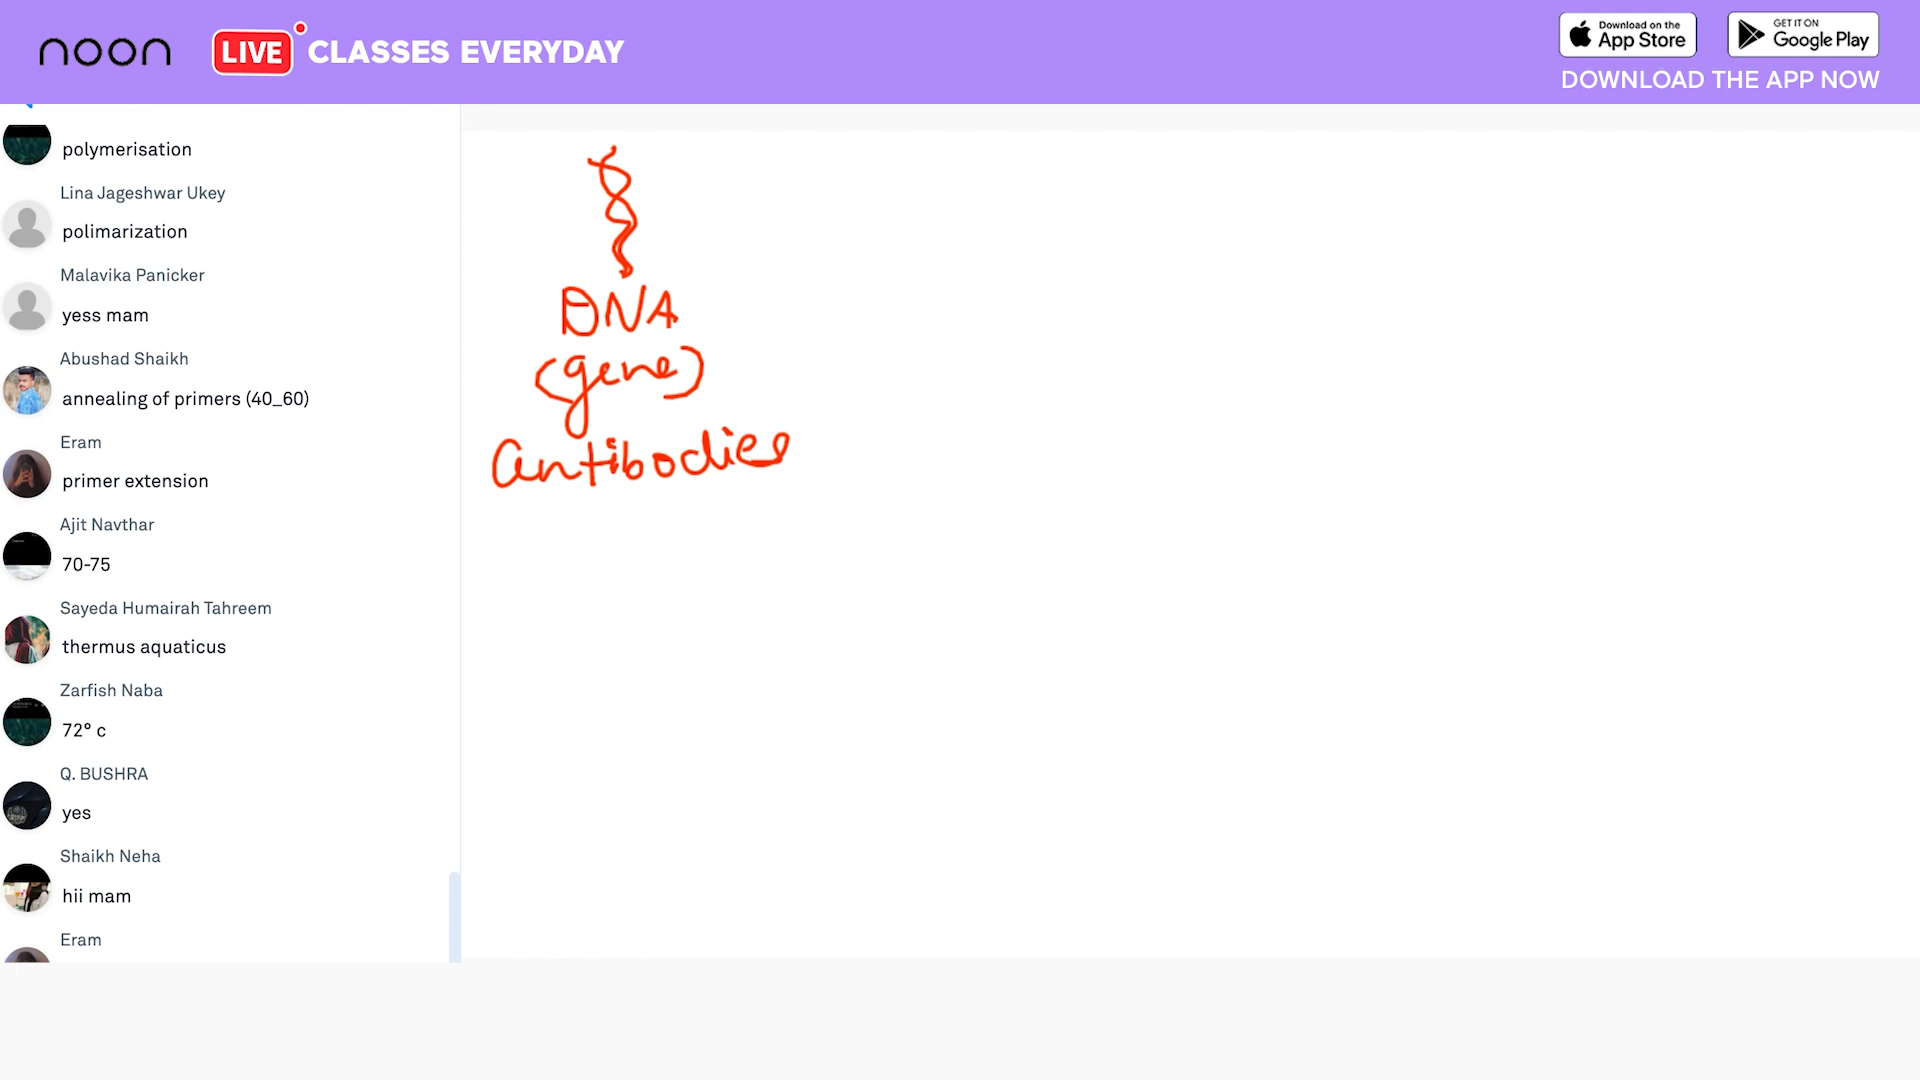 noon LIVE CLASSES EVERYDAY
Download on the App Store
GET IT ON Google Play
DOWNLOAD THE APP NOW
polymerisation
Lina Jageshwar Ukey
polimarization
Malavika Panicker
yess mam
Abushad Shaikh
annealing of primers (40_60)
Eram
primer extension
Ajit Navthar
70-75
Sayeda Humairah Tahreem
thermus aquaticus
Zarfish Naba
72° c
Q. BUSHRA
yes
Shaikh Neha
hii mam
Eram
DNA
(gene)
antibodies